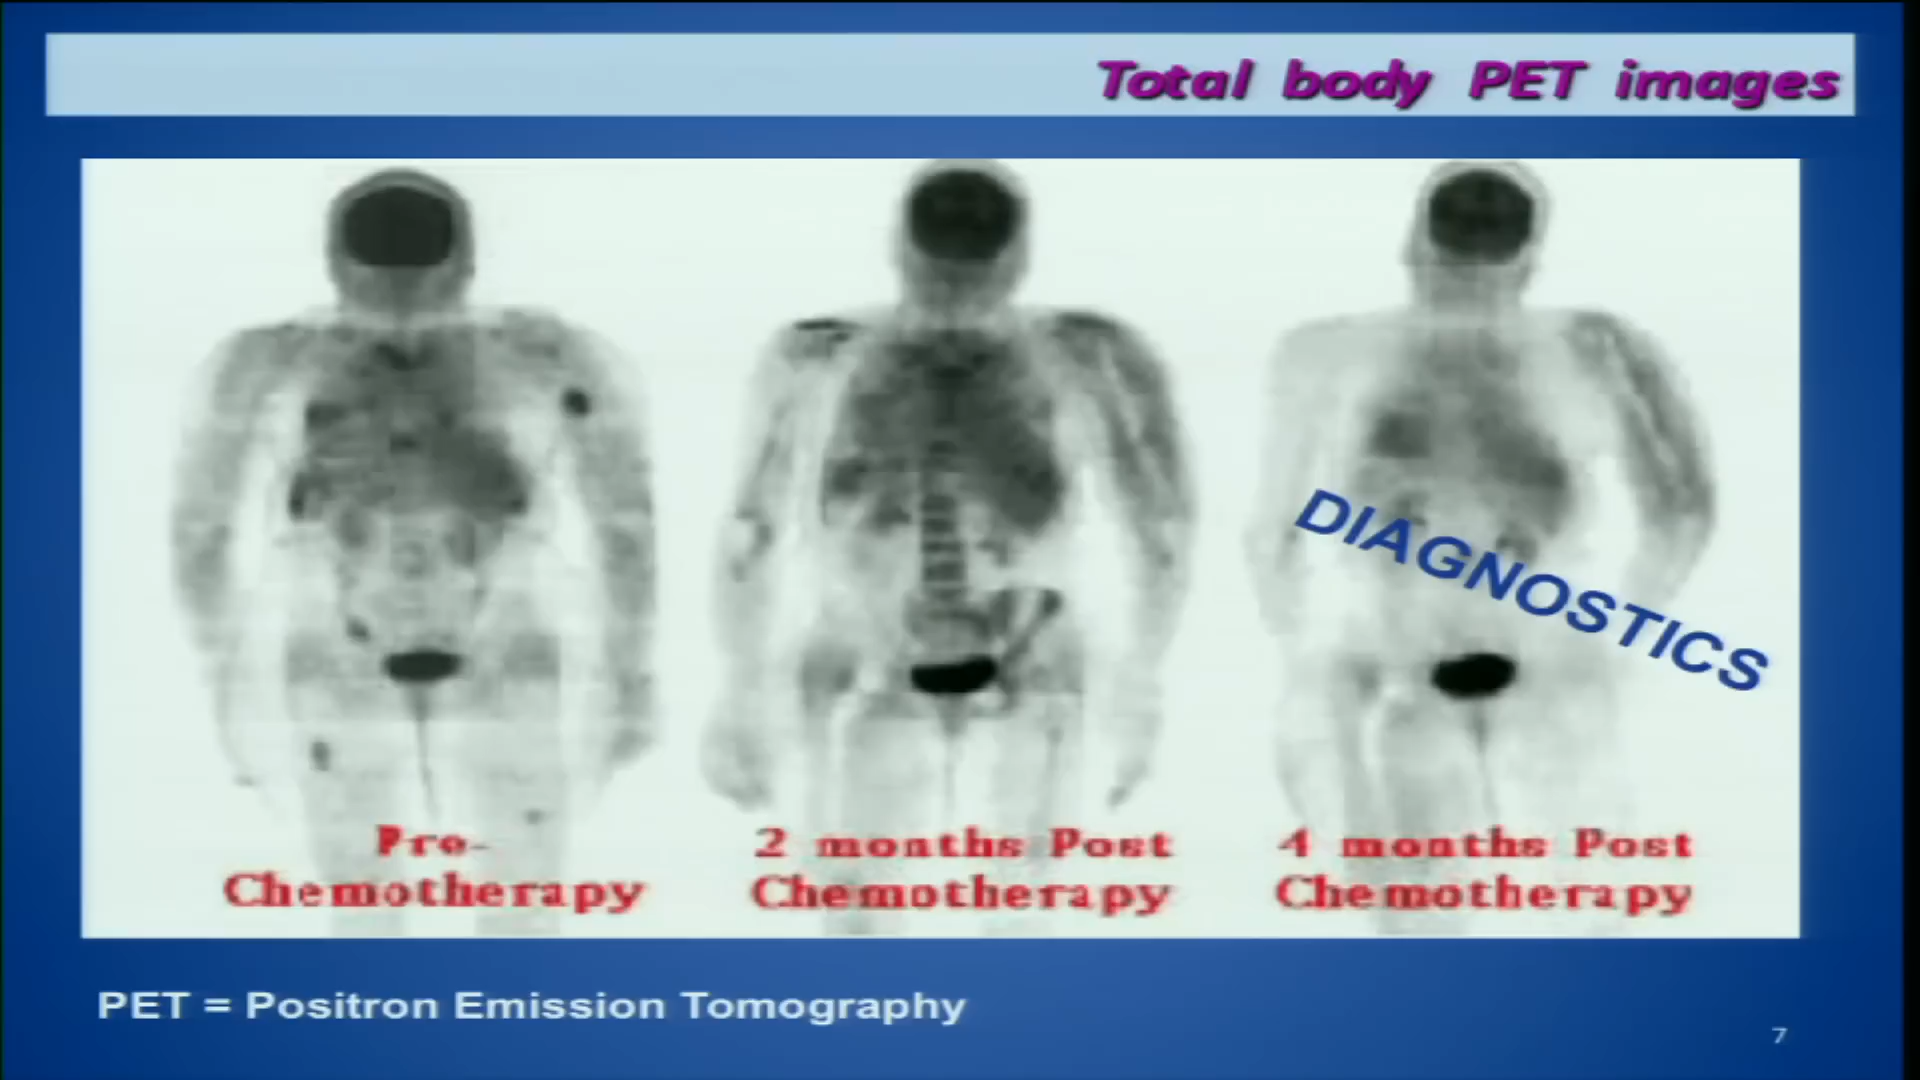 Total body PET images
DIAGNOSTICS
Pre-
Chemotherapy
2 months Post
Chemotherapy
4 months Post
Chemotherapy
PET = Positron Emission Tomography
7